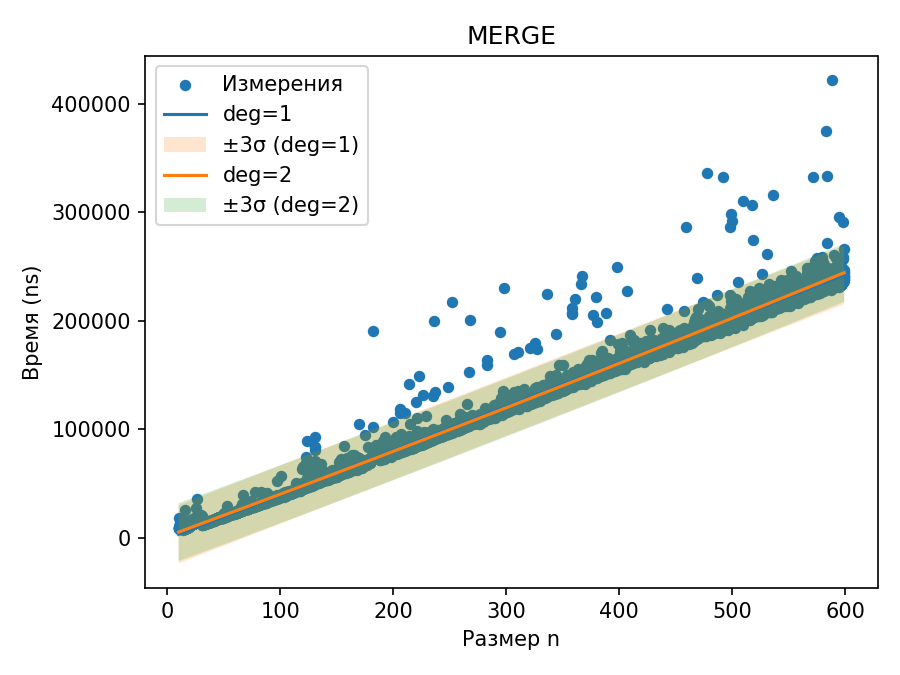 MERGE
Измерения
deg=1
±3σ (deg=1)
deg=2
±3σ (deg=2)
Время (ns)
400000
300000
200000
100000
0
0 100 200 300 400 500 600
Размер n